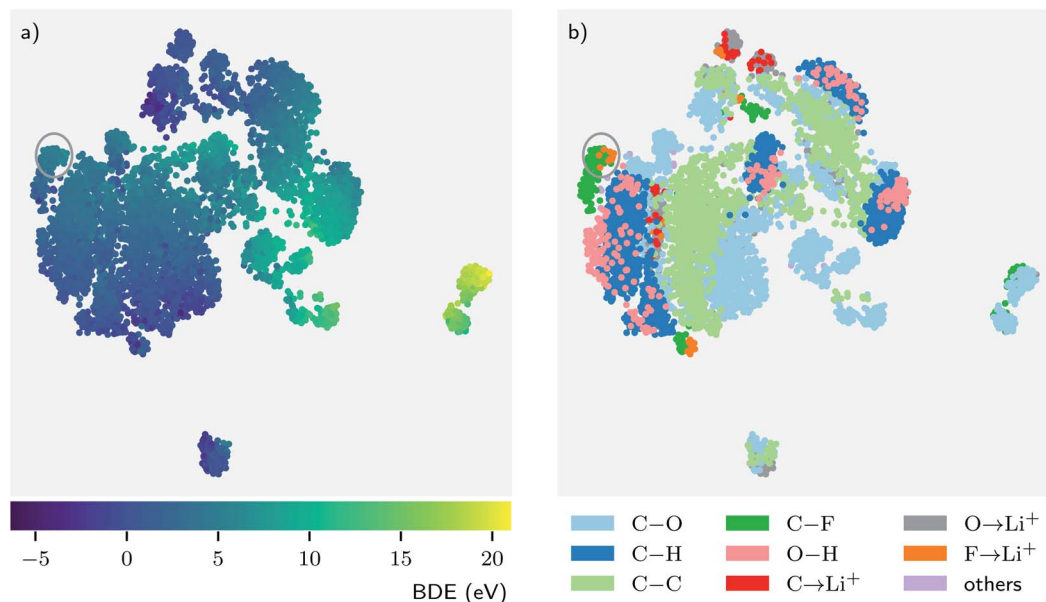 a)
b)
−5 0 5 10 15 20
BDE (eV)
C−O C−F O→Li⁺
C−H O−H F→Li⁺
C−C C→Li⁺ others